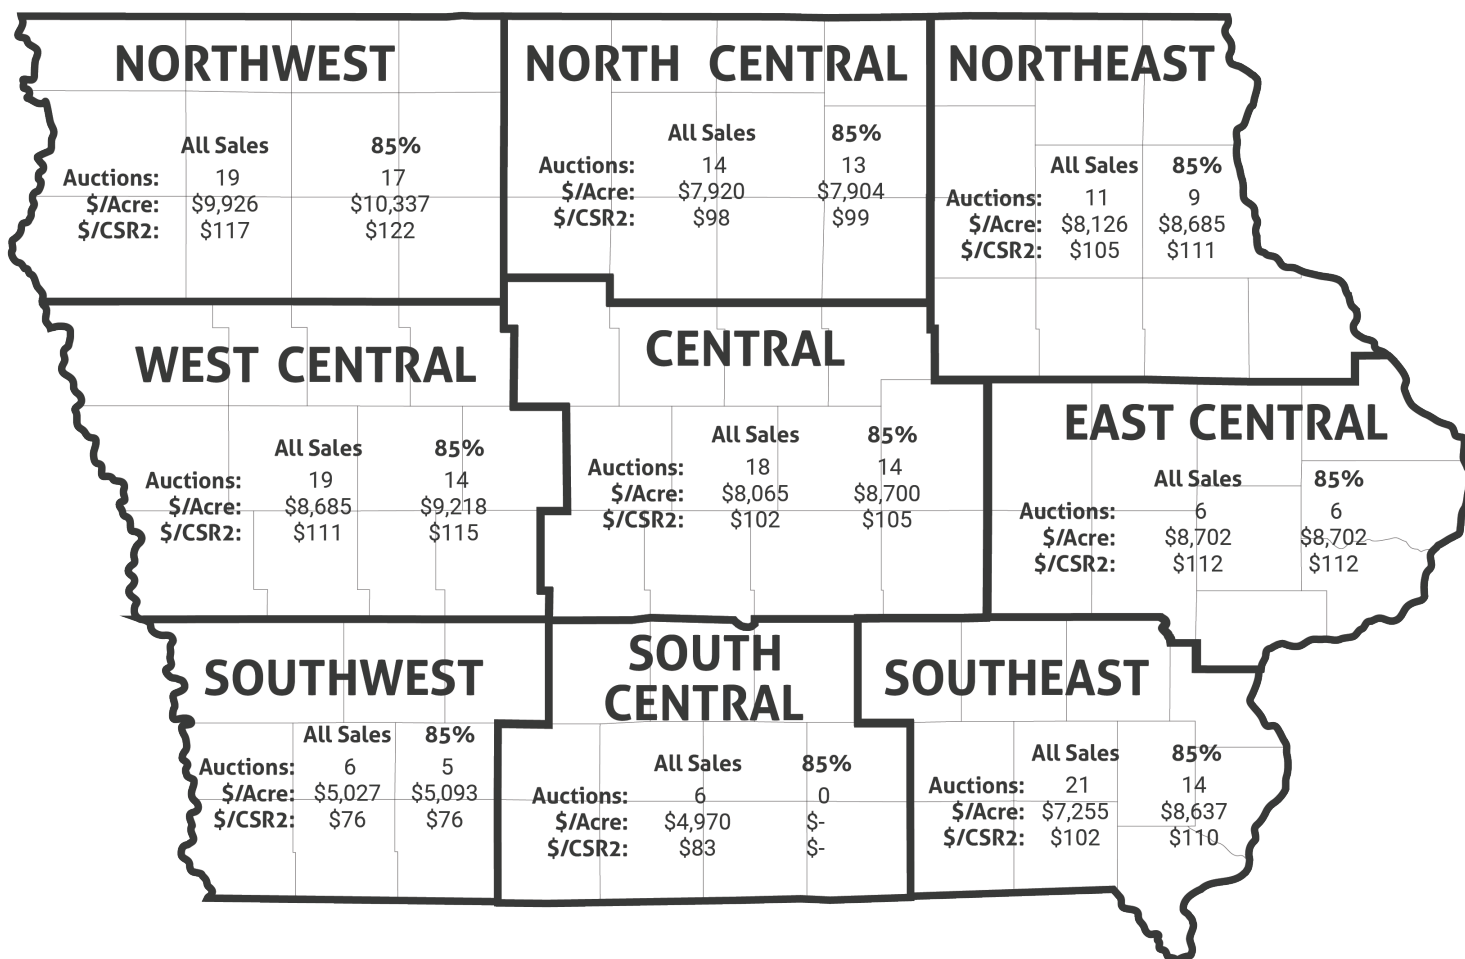 NORTHWEST
All Sales 85%
Auctions: 19 17
$/Acre: $9,926 $10,337
$/CSR2: $117 $122
NORTH CENTRAL
All Sales 85%
Auctions: 14 13
$/Acre: $7,920 $7,904
$/CSR2: $98 $99
NORTHEAST
All Sales 85%
Auctions: 11 9
$/Acre: $8,126 $8,685
$/CSR2: $105 $111
WEST CENTRAL
All Sales 85%
Auctions: 19 14
$/Acre: $8,685 $9,218
$/CSR2: $111 $115
CENTRAL
All Sales 85%
Auctions: 18 14
$/Acre: $8,065 $8,700
$/CSR2: $102 $105
EAST CENTRAL
All Sales 85%
Auctions: 6 6
$/Acre: $8,702 $8,702
$/CSR2: $112 $112
SOUTHWEST
All Sales 85%
Auctions: 6 5
$/Acre: $5,027 $5,093
$/CSR2: $76 $76
SOUTH
CENTRAL
All Sales 85%
Auctions: 6 0
$/Acre: $4,970 $-
$/CSR2: $83 $-
SOUTHEAST
All Sales 85%
Auctions: 21 14
$/Acre: $7,255 $8,637
$/CSR2: $102 $110